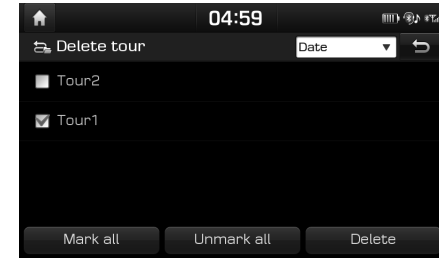 04:59
Delete tour
Date
Tour2
Tour1
Mark all
Unmark all
Delete